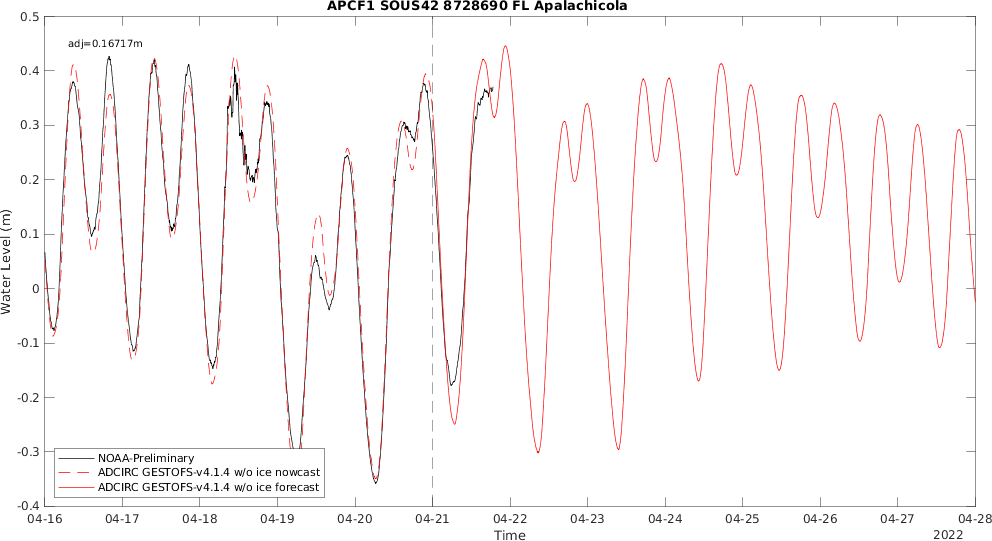 APCF1 SOUS42 8728690 FL Apalachicola
0.5
adj=0.16717m
0.4
0.3
0.2
0.1
0
-0.1
-0.2
-0.3
-0.4
Water Level (m)
NOAA-Preliminary
ADCIRC GESTOFS-v4.1.4 w/o ice nowcast
ADCIRC GESTOFS-v4.1.4 w/o ice forecast
04-16 04-17 04-18 04-19 04-20 04-21 04-22 04-23 04-24 04-25 04-26 04-27 04-28
Time
2022